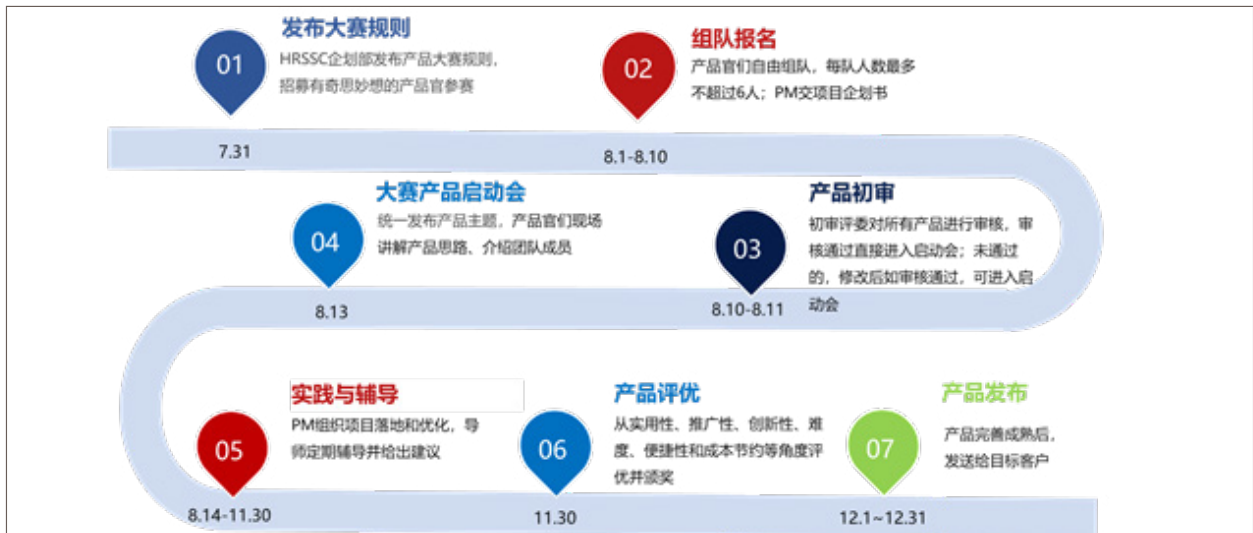 发布大赛规则
01
HRSSC企划部发布产品大赛规则,
招募有奇思妙想的产品官参赛
7.31
组队报名
02
产品官们自由组队，每队人数最多
不超过6人；PM交项目企划书
8.1-8.10
产品初审
03
初审评委对所有产品进行审核，审
核通过直接进入启动会；未通过
的，修改后如审核通过，可进入启
动会
8.10-8.11
大赛产品启动会
04
统一发布产品主题，产品官们现场
讲解产品思路、介绍团队成员
8.13
实践与辅导
05
PM组织项目落地和优化，导
师定期辅导并给出建议
8.14-11.30
产品评优
06
从实用性、推广性、创新性、难
度、便捷性和成本节约等角度评
优并颁奖
11.30
产品发布
07
产品完善成熟后，
发送给目标客户
12.1~12.31